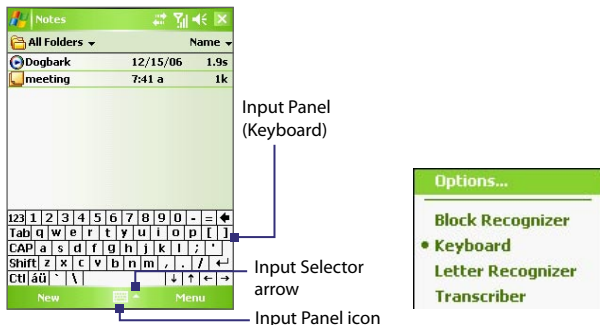 Notes
All Folders Name
Dogbark 12/15/06 1.9s
meeting 7:41 a 1k
Input Panel
(Keyboard)
123 1 2 3 4 5 6 7 8 9 0 - =
Tab q w e r t y u i o p [ ]
CAP a s d f g h j k l ; '
Shift z x c v b n m , . /
Ctl áü ` \ ↓ ↑ ← →
New Menu
Input Selector
arrow
Input Panel icon
Options...
Block Recognizer
• Keyboard
Letter Recognizer
Transcriber